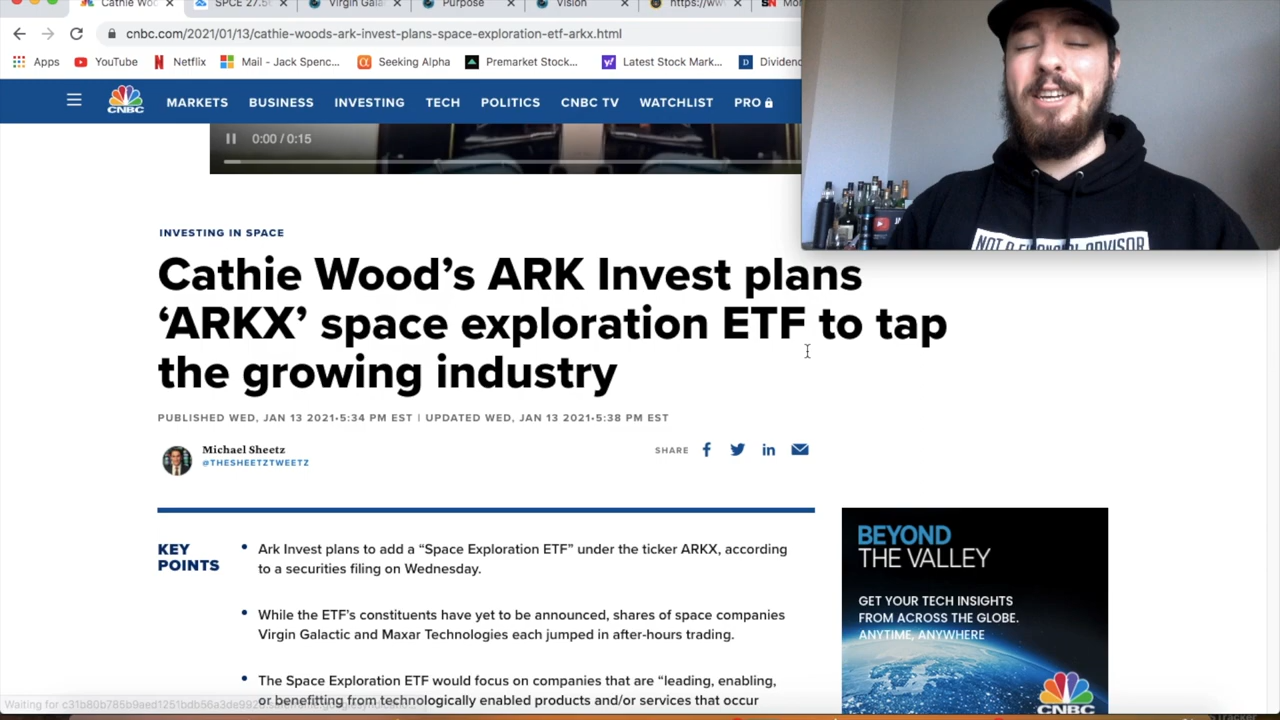 Cathie Woo
SPCE 27.5
Virgin Gala
Purpose
Vision
https://ww
cnbc.com/2021/01/13/cathie-woods-ark-invest-plans-space-exploration-etf-arkx.html
Apps
YouTube
Netflix
Mail - Jack Spenc...
Seeking Alpha
Premarket Stock...
Latest Stock Mark...
Dividend
CNBC
MARKETS
BUSINESS
INVESTING
TECH
POLITICS
CNBC TV
WATCHLIST
PRO
0:00 / 0:15
NOT A FINANCIAL ADVISOR
INVESTING IN SPACE
Cathie Wood’s ARK Invest plans
‘ARKX’ space exploration ETF to tap
the growing industry
PUBLISHED WED, JAN 13 2021•5:34 PM EST | UPDATED WED, JAN 13 2021•5:38 PM EST
Michael Sheetz
@THESHEETZTWEETZ
SHARE
KEY
POINTS
Ark Invest plans to add a “Space Exploration ETF” under the ticker ARKX, according
to a securities filing on Wednesday.
While the ETF’s constituents have yet to be announced, shares of space companies
Virgin Galactic and Maxar Technologies each jumped in after-hours trading.
The Space Exploration ETF would focus on companies that are “leading, enabling,
or benefitting from technologically enabled products and/or services that occur
BEYOND
THE VALLEY
GET YOUR TECH INSIGHTS
FROM ACROSS THE GLOBE.
ANYTIME, ANYWHERE
CNBC